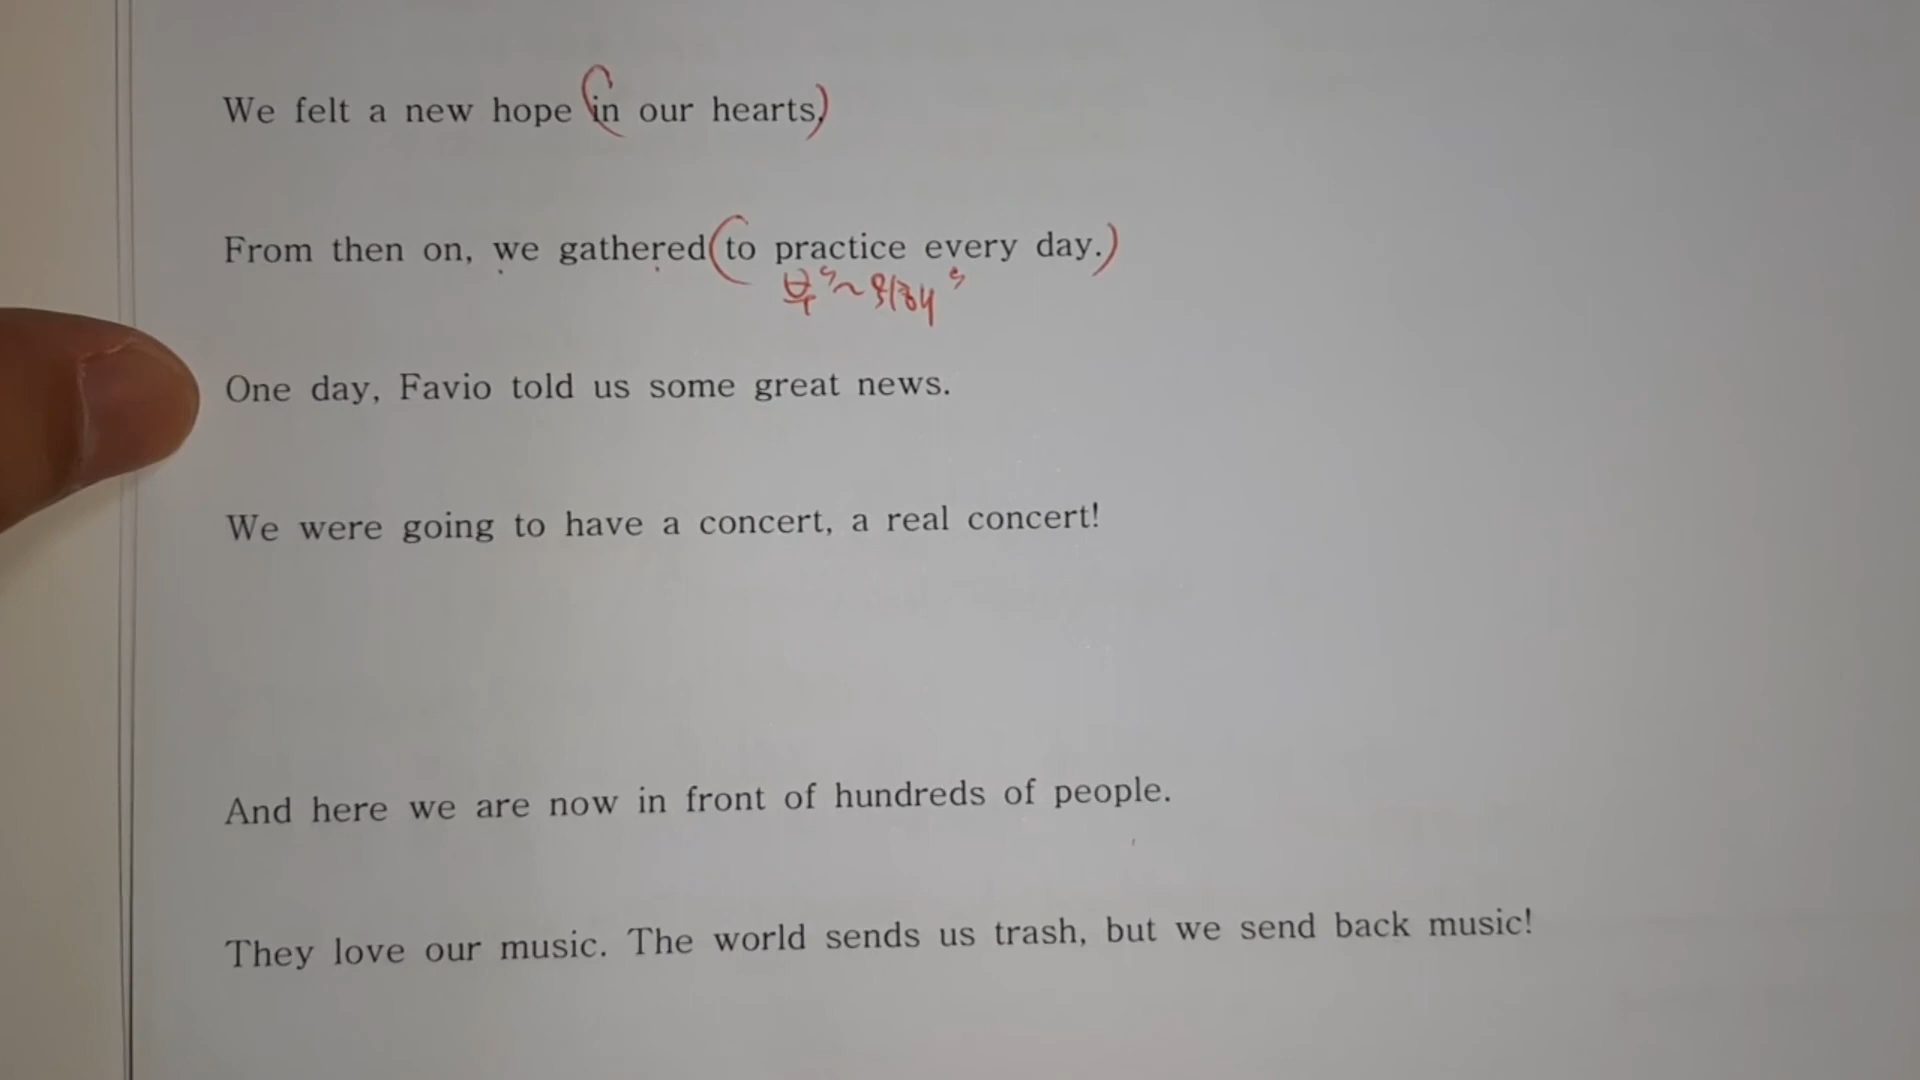 We felt a new hope (in our hearts.)
From then on, we gathered (to practice every day.)
부 "~위해"
One day, Favio told us some great news.
We were going to have a concert, a real concert!
And here we are now in front of hundreds of people.
They love our music. The world sends us trash, but we send back music!